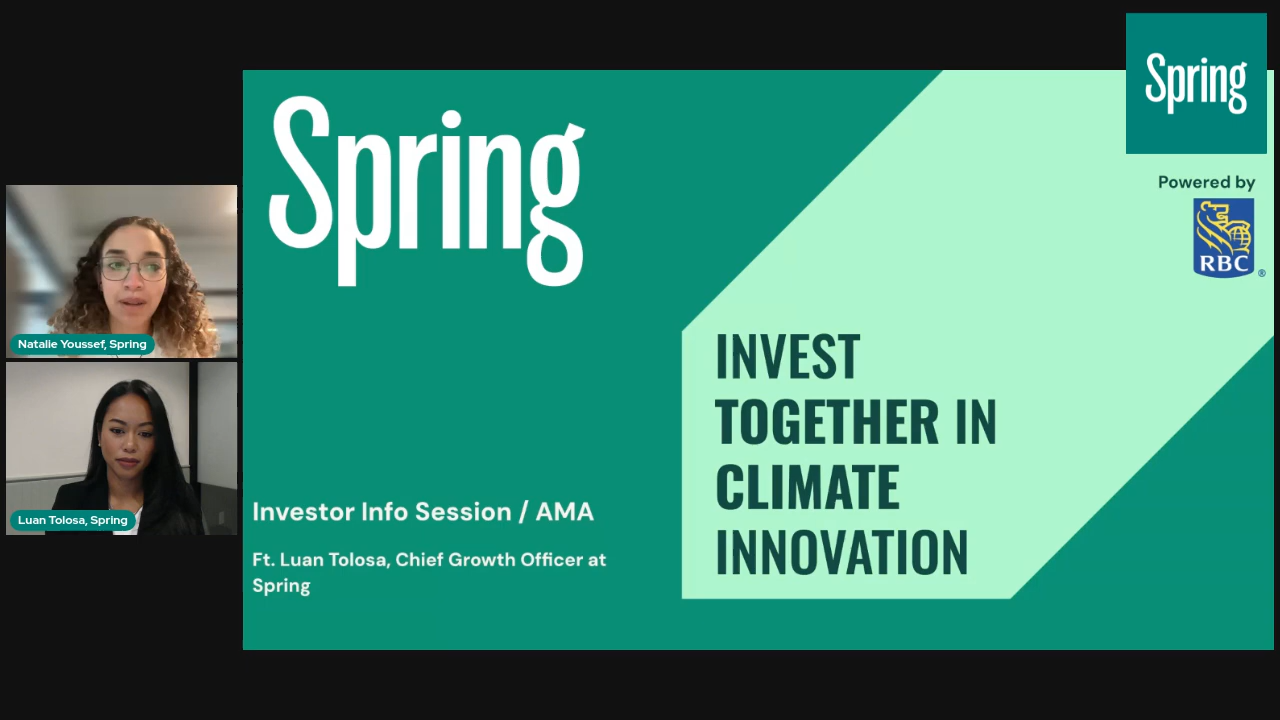 Spring
Spring
Powered by
RBC
®
Natalie Youssef, Spring
Luan Tolosa, Spring
INVEST
TOGETHER IN
CLIMATE
INNOVATION
Investor Info Session / AMA
Ft. Luan Tolosa, Chief Growth Officer at
Spring